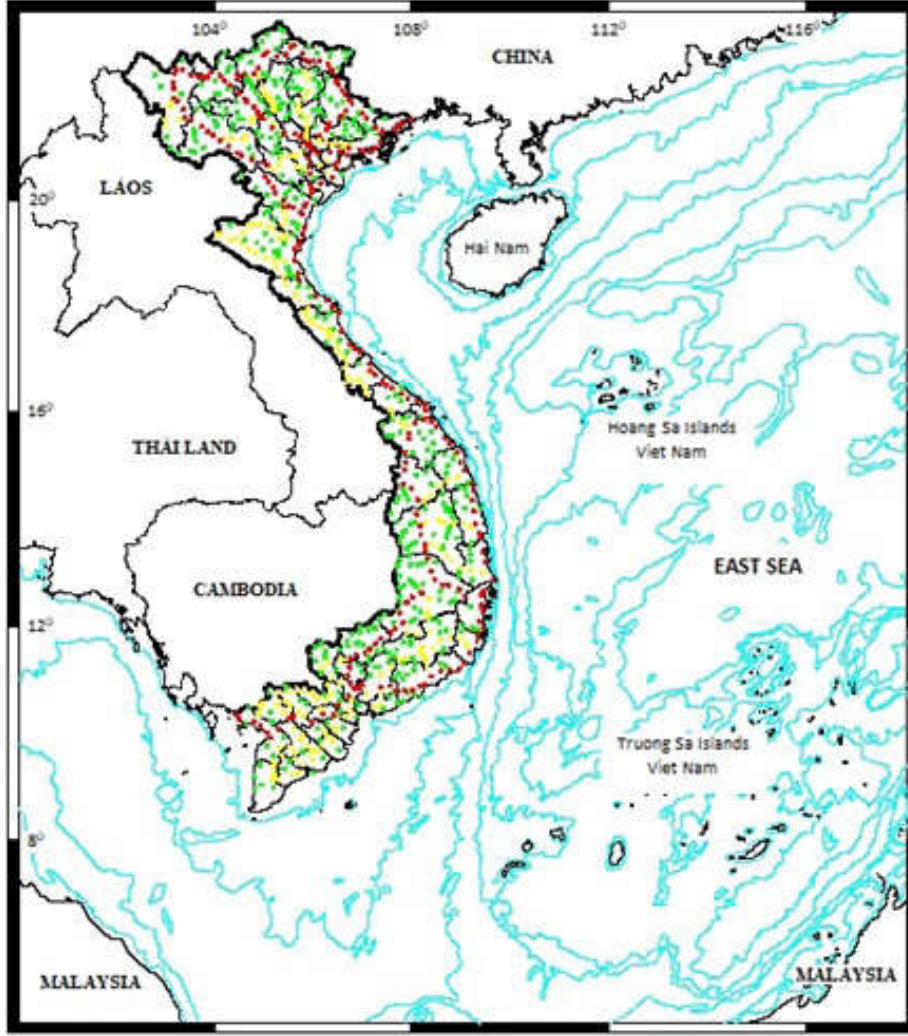 104⁰
108⁰
112⁰
116⁰
CHINA
LAOS
20⁰
Hai Nam
16⁰
Hoang Sa Islands
Viet Nam
THAI LAND
EAST SEA
CAMBODIA
12⁰
Truong Sa Islands
Viet Nam
8⁰
MALAYSIA
MALAYSIA